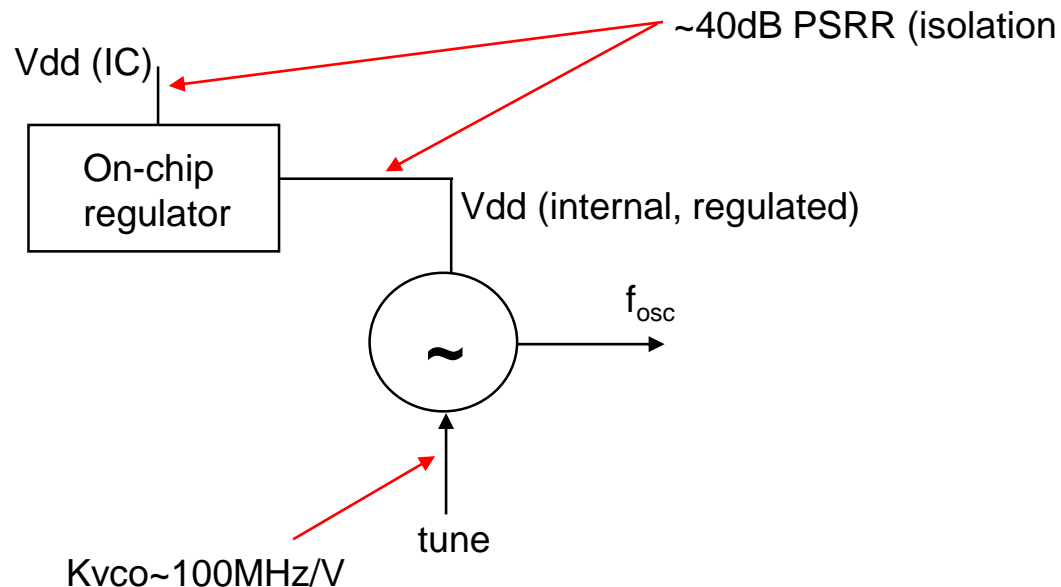 ~40dB PSRR (isolation
Vdd (IC)
On-chip
regulator
Vdd (internal, regulated)
fosc
~
tune
Kvco~100MHz/V